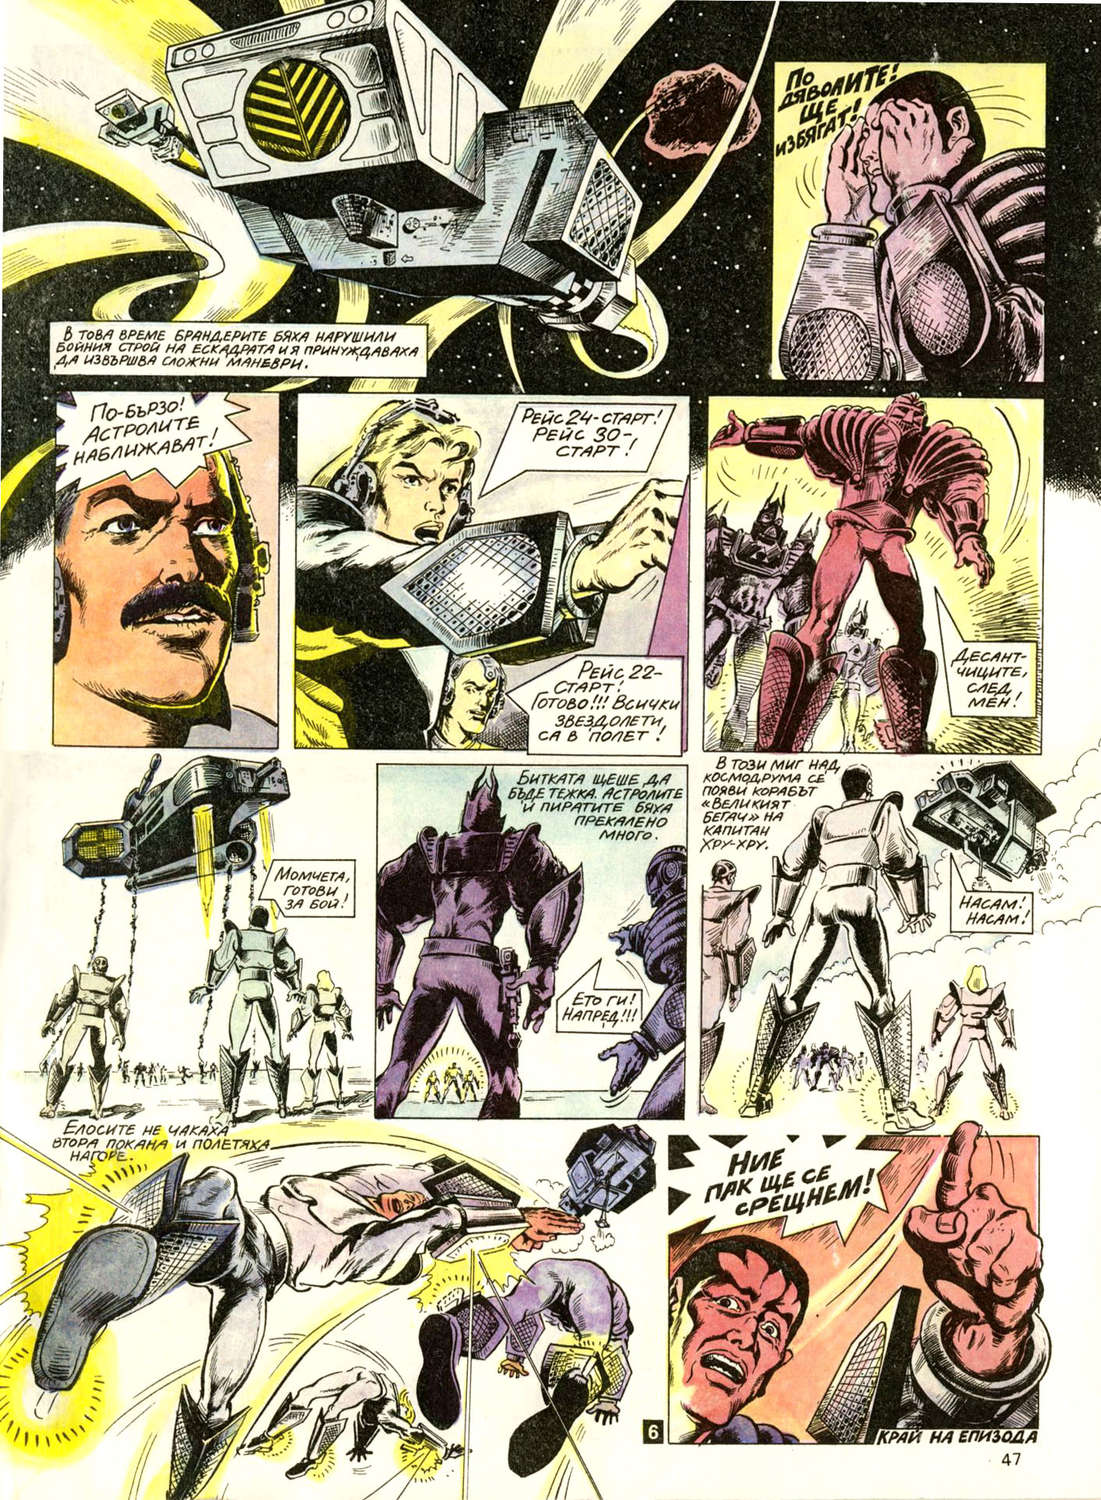 В ТОВА ВРЕМЕ БРАНДЕРИТЕ БЯХА НАРУШИЛИ
БОЙНИЯ СТРОЙ НА ЕСКАДРАТА И Я ПРИНУЖДАВАХА
ДА ИЗВЪРШВА СЛОЖНИ МАНЕВРИ.
ПО
ДЯВОЛИТЕ!
ЩЕ
ИЗБЯГАТ!
ПО-БЪРЗО!
АСТРОЛИТЕ
НАБЛИЖАВАТ!
РЕЙС 24-СТАРТ!
РЕЙС 30-
СТАРТ!
РЕЙС 22-
СТАРТ!
ГОТОВО!!! ВСИЧКИ
ЗВЕЗДОЛЕТИ,
СА В ПОЛЕТ!
ДЕСАНТ-
ЧИЦИТЕ,
СЛЕД
МЕН!
МОМЧЕТА,
ГОТОВИ
ЗА БОЙ!
БИТКАТА ЩЕШЕ ДА
БЪДЕ ТЕЖКА. АСТРОЛИТЕ
И ПИРАТИТЕ БЯХА
ПРЕКАЛЕНО
МНОГО.
ЕТО ГИ!
НАПРЕД!!!
В ТОЗИ МИГ НАД
КОСМОДРУМА СЕ
ПОЯВИ КОРАБЪТ
«ВЕЛИКИЯТ
БЕГАЧ» НА
КАПИТАН
ХРУ-ХРУ.
НАСАМ!
НАСАМ!
ЕЛОСИТЕ НЕ ЧАКАХА
ВТОРА ПОКАНА И ПОЛЕТЯХА
НАГОРЕ.
НИЕ
ПАК ЩЕ СЕ
СРЕЩНЕМ!
6
КРАЙ НА ЕПИЗОДА
47